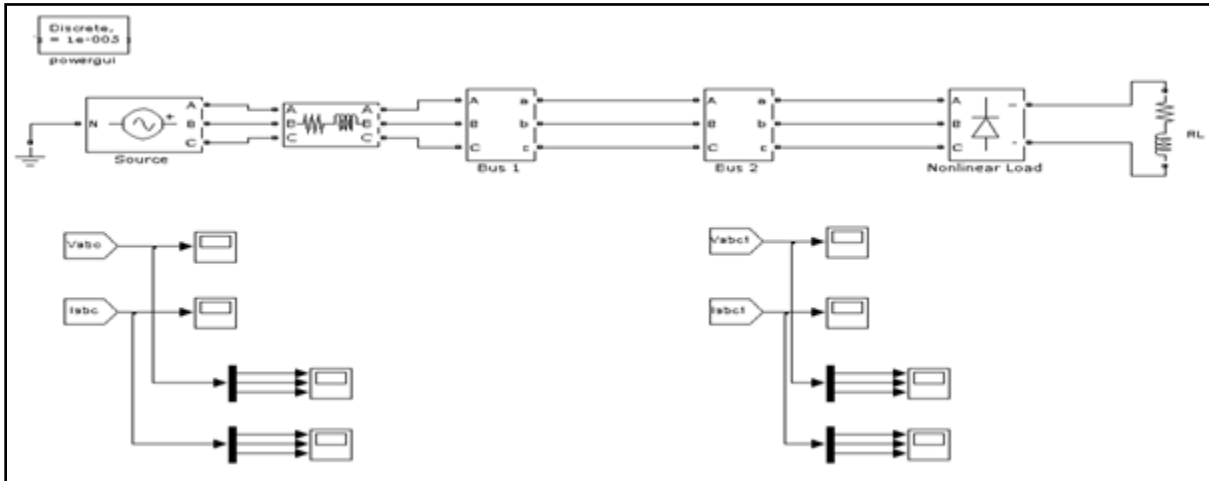 Discrete,
= 1e-005
powergui
N
A
B
C
Source
A
B
C
A
B
C
A
B
C
a
b
c
Bus 1
A
B
C
a
b
c
Bus 2
A
B
C
Nonlinear Load
RL
Vabc
Iabc
Vabc1
Iabc1